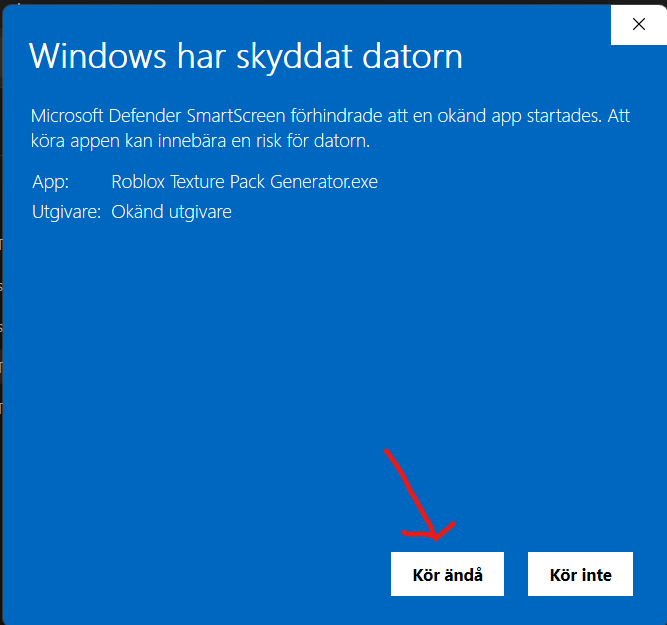 Windows har skyddat datorn
Microsoft Defender SmartScreen förhindrade att en okänd app startades. Att
köra appen kan innebära en risk för datorn.
App: Roblox Texture Pack Generator.exe
Utgivare: Okänd utgivare
Kör ändå Kör inte